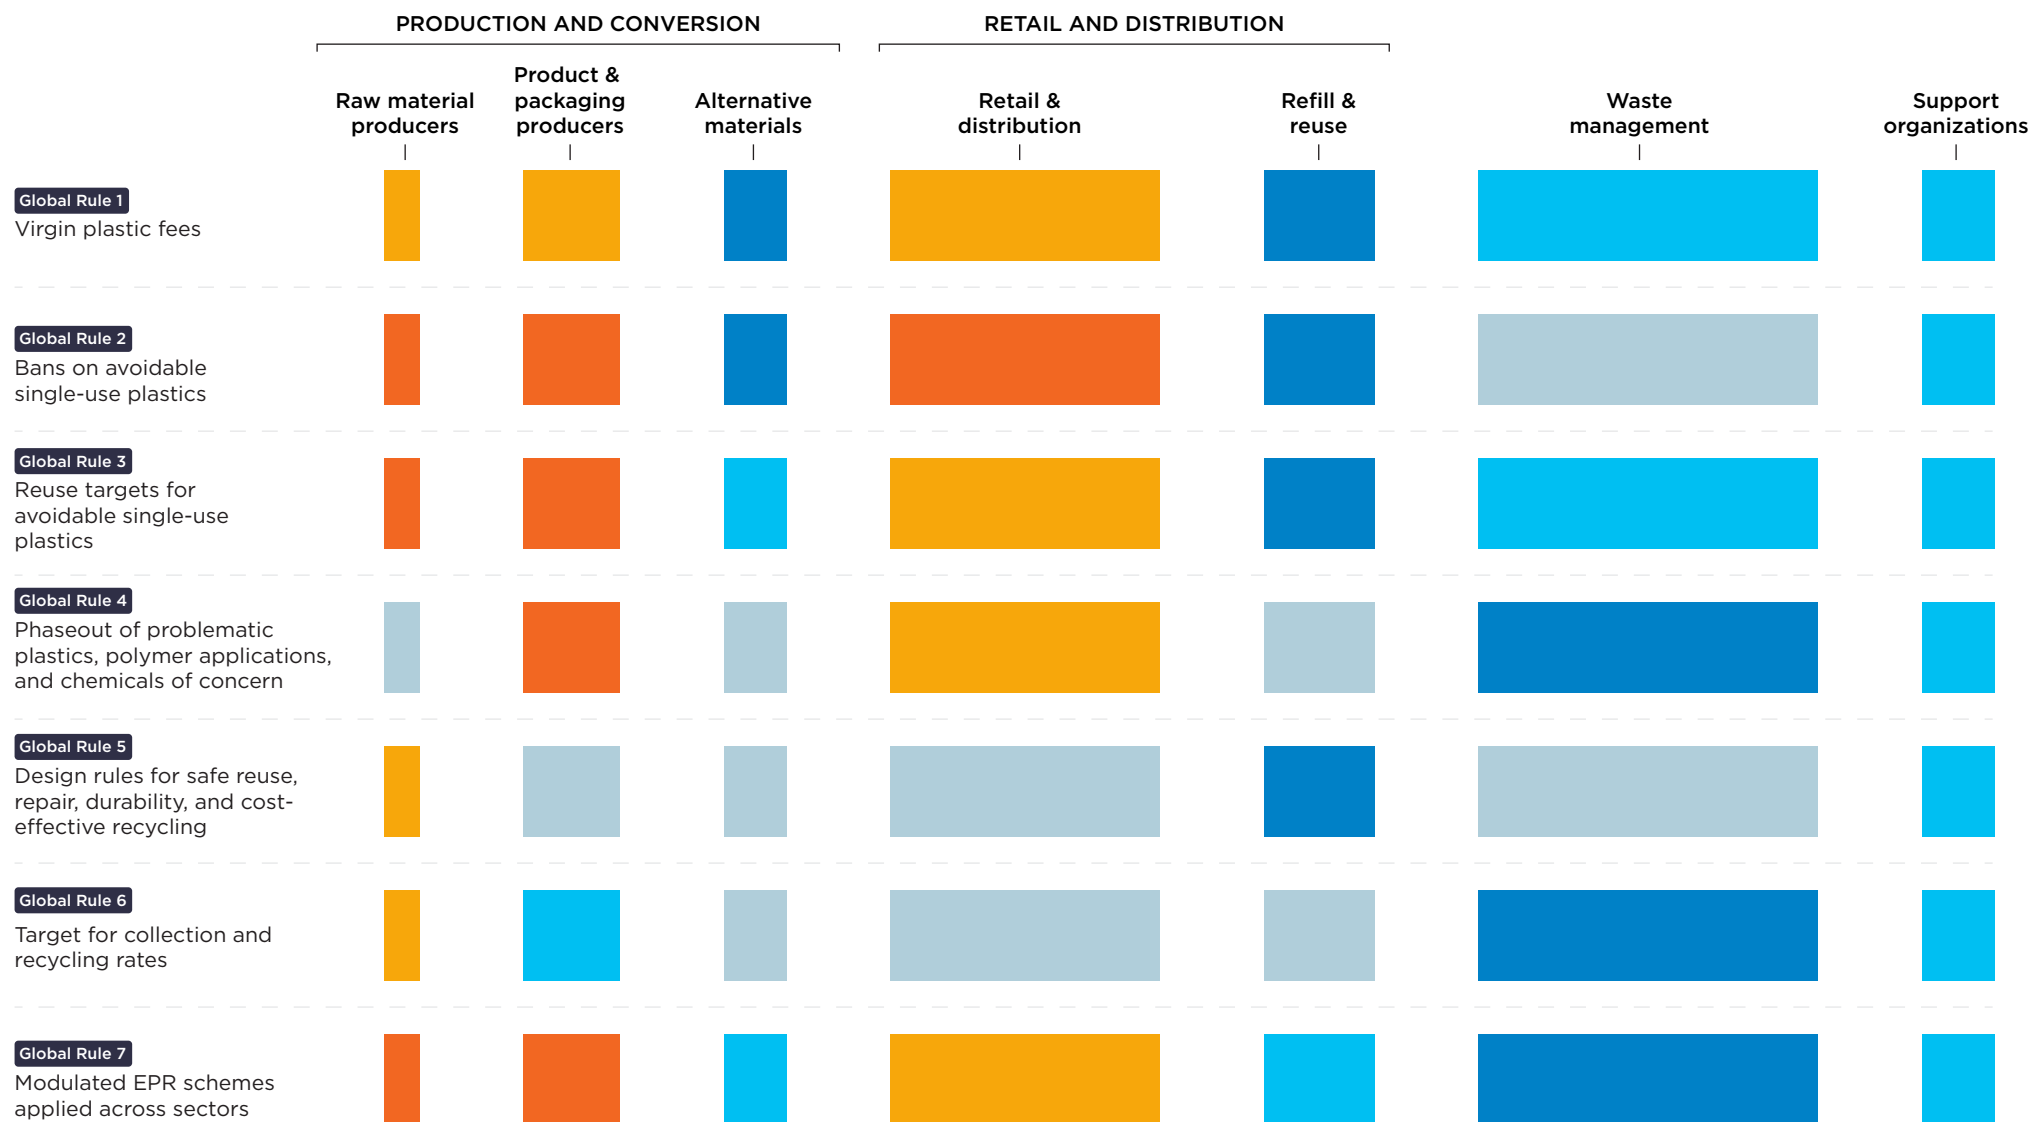 PRODUCTION AND CONVERSION
RETAIL AND DISTRIBUTION
Raw material
producers
Product &
packaging
producers
Alternative
materials
Retail &
distribution
Refill &
reuse
Waste
management
Support
organizations
Global Rule 1
Virgin plastic fees
Global Rule 2
Bans on avoidable
single-use plastics
Global Rule 3
Reuse targets for
avoidable single-use
plastics
Global Rule 4
Phaseout of problematic
plastics, polymer applications,
and chemicals of concern
Global Rule 5
Design rules for safe reuse,
repair, durability, and cost-
effective recycling
Global Rule 6
Target for collection and
recycling rates
Global Rule 7
Modulated EPR schemes
applied across sectors